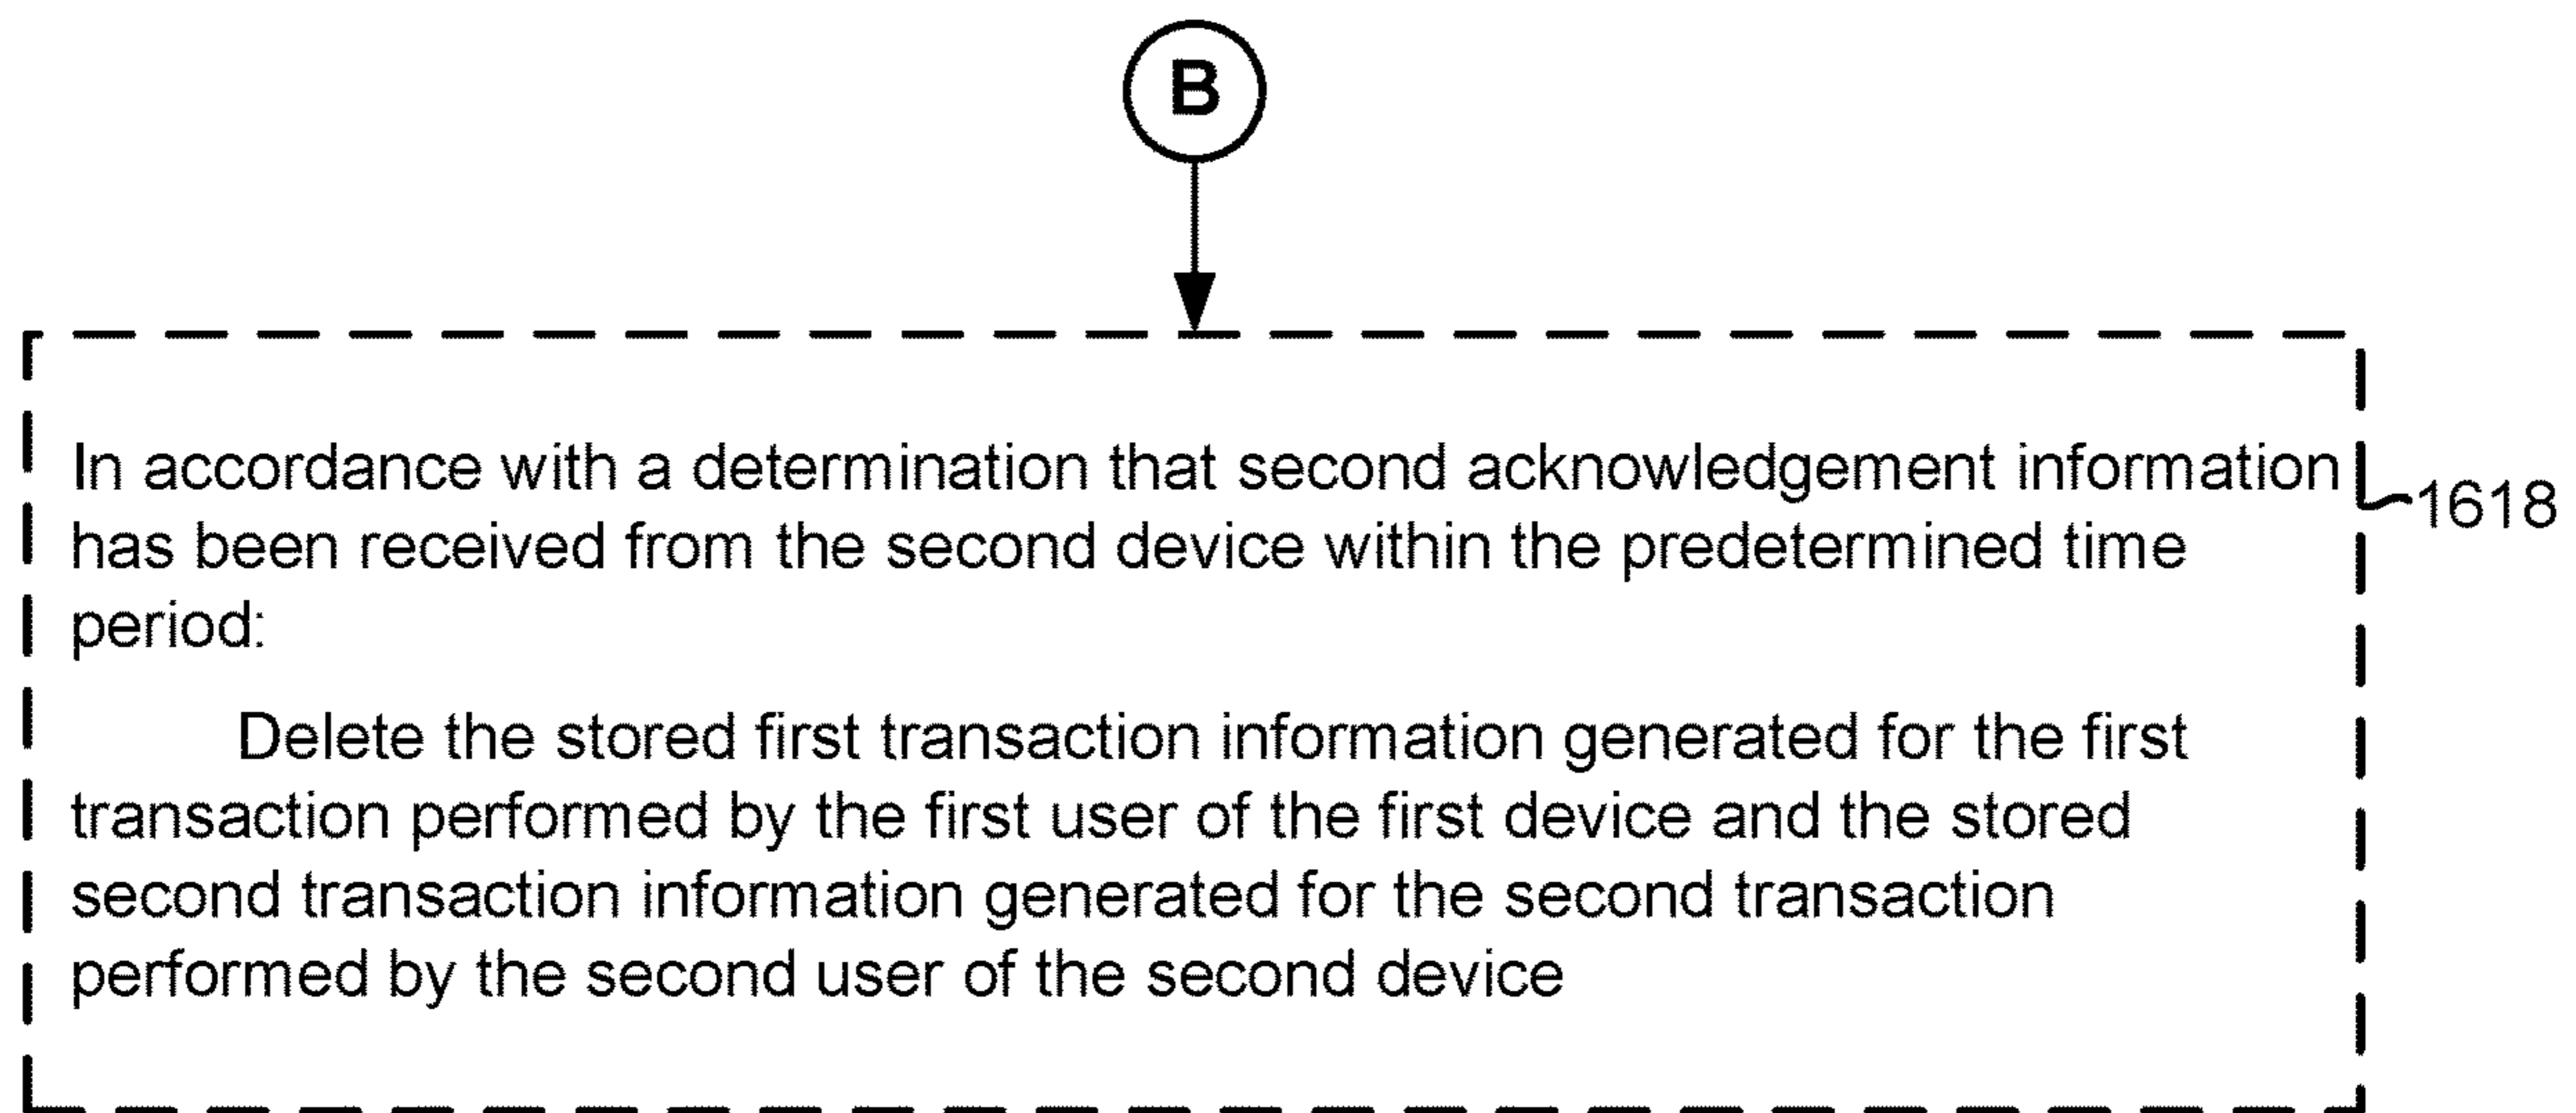 B
In accordance with a determination that second acknowledgement information
has been received from the second device within the predetermined time
period:
Delete the stored first transaction information generated for the first
transaction performed by the first user of the first device and the stored
second transaction information generated for the second transaction
performed by the second user of the second device
1618